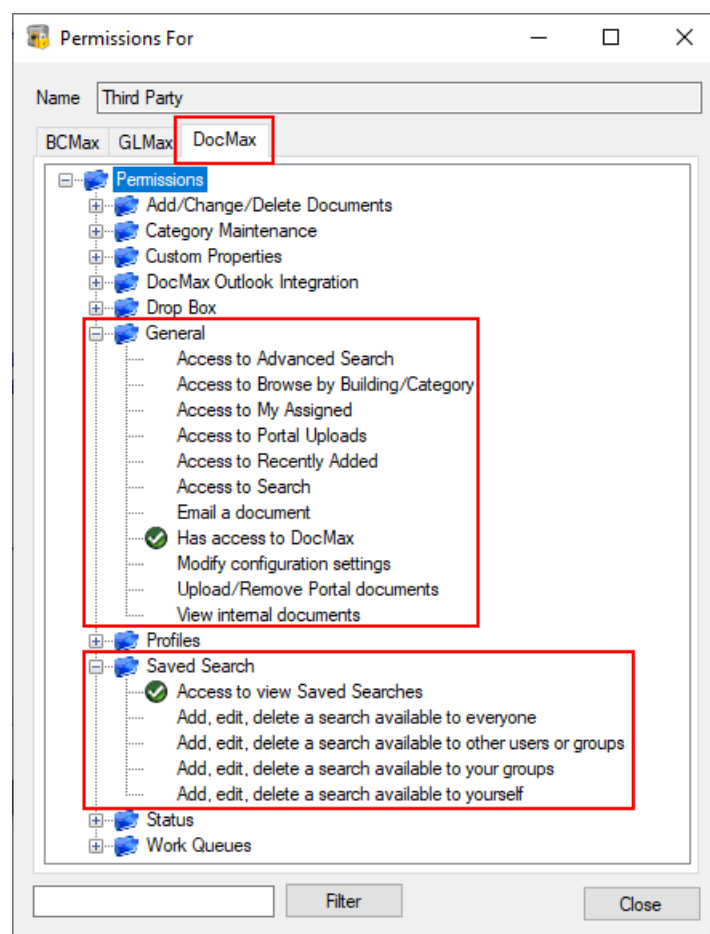 Permissions For
Name Third Party
BCMax GLMax DocMax
Permissions
Add/Change/Delete Documents
Category Maintenance
Custom Properties
DocMax Outlook Integration
Drop Box
General
Access to Advanced Search
Access to Browse by Building/Category
Access to My Assigned
Access to Portal Uploads
Access to Recently Added
Access to Search
Email a document
Has access to DocMax
Modify configuration settings
Upload/Remove Portal documents
View internal documents
Profiles
Saved Search
Access to view Saved Searches
Add, edit, delete a search available to everyone
Add, edit, delete a search available to other users or groups
Add, edit, delete a search available to your groups
Add, edit, delete a search available to yourself
Status
Work Queues
Filter Close